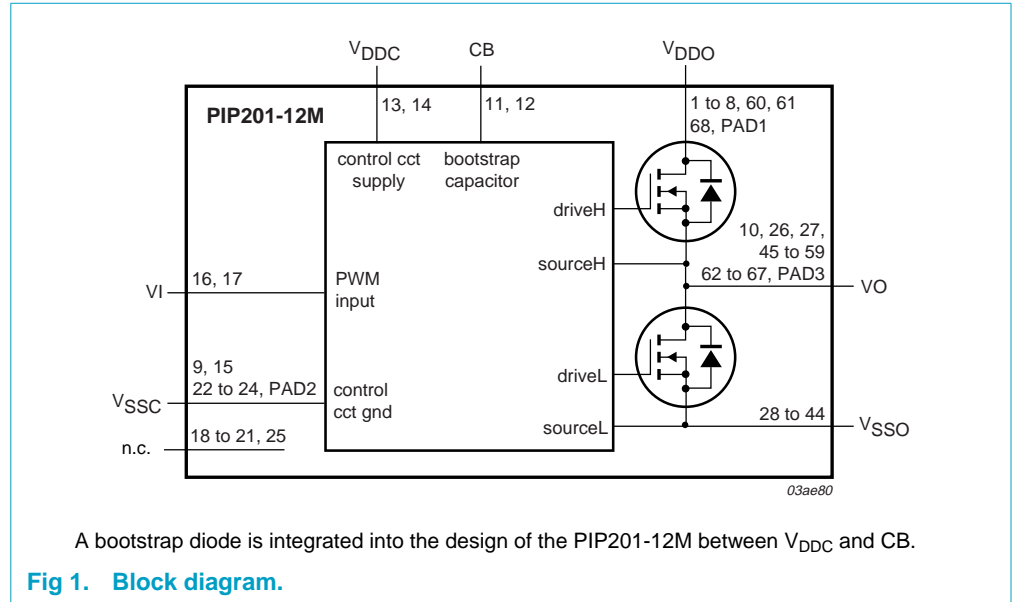 VDDC
CB
VDDO
PIP201-12M
13, 14
11, 12
1 to 8, 60, 61
68, PAD1
control cct
supply
bootstrap
capacitor
driveH
sourceH
10, 26, 27,
45 to 59
62 to 67, PAD3
VO
VI
16, 17
PWM
input
9, 15
22 to 24, PAD2
VSSC
control
cct gnd
driveL
sourceL
28 to 44
VSSO
n.c.
18 to 21, 25
03ae80
A bootstrap diode is integrated into the design of the PIP201-12M between VDDC and CB.
Fig 1. Block diagram.